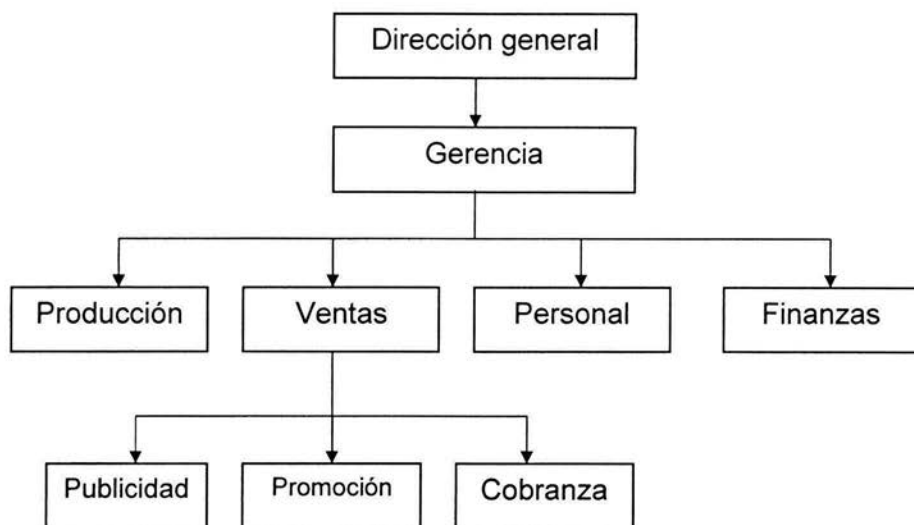 Dirección general
Gerencia
Producción
Ventas
Personal
Finanzas
Publicidad
Promoción
Cobranza